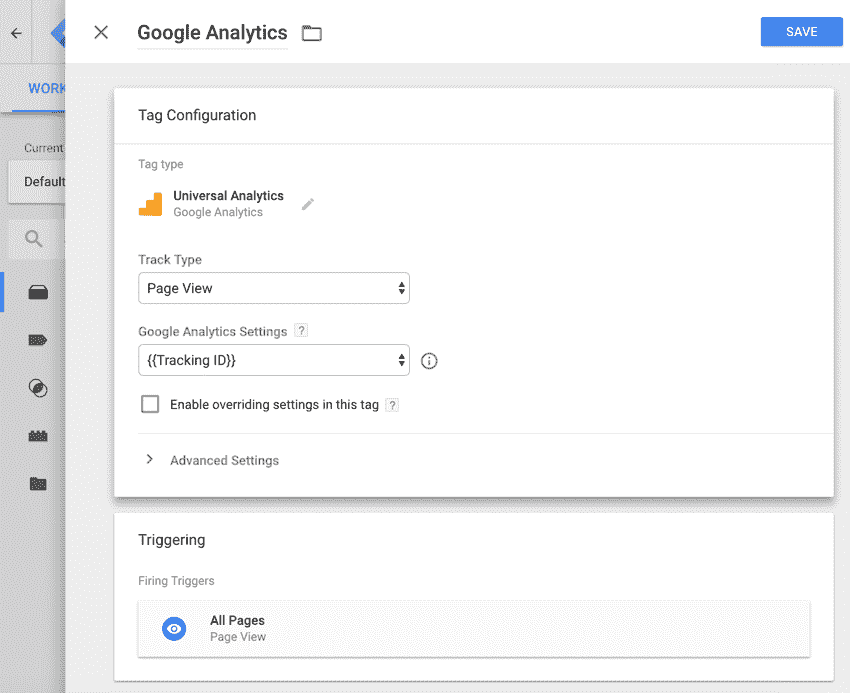 Google Analytics
SAVE
WORK
Current
Default
Tag Configuration
Tag type
Universal Analytics
Google Analytics
Track Type
Page View
Google Analytics Settings ?
{{Tracking ID}}
Enable overriding settings in this tag ?
Advanced Settings
Triggering
Firing Triggers
All Pages
Page View